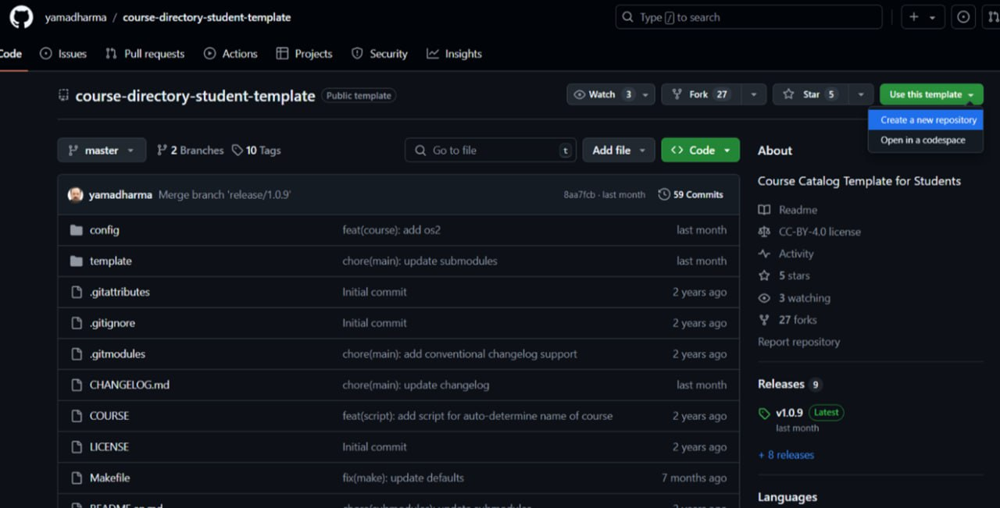 yamadharma / course-directory-student-template
Type / to search
Code Issues Pull requests Actions Projects Security Insights
course-directory-student-template Public template
Watch 3 Fork 27 Star 5 Use this template
Create a new repository
Open in a codespace
master 2 Branches 10 Tags Go to file t Add file Code
yamadharma Merge branch 'release/1.0.9' 8aa7fcb · last month 59 Commits
config feat(course): add os2 last month
template chore(main): update submodules last month
.gitattributes Initial commit 2 years ago
.gitignore Initial commit 2 years ago
.gitmodules chore(main): add conventional changelog support 2 years ago
CHANGELOG.md chore(main): update changelog last month
COURSE feat(script): add script for auto-determine name of course 2 years ago
LICENSE Initial commit 2 years ago
Makefile fix(make): update defaults 7 months ago
About
Course Catalog Template for Students
Readme
CC-BY-4.0 license
Activity
5 stars
3 watching
27 forks
Report repository
Releases 9
v1.0.9 Latest
last month
+ 8 releases
Languages